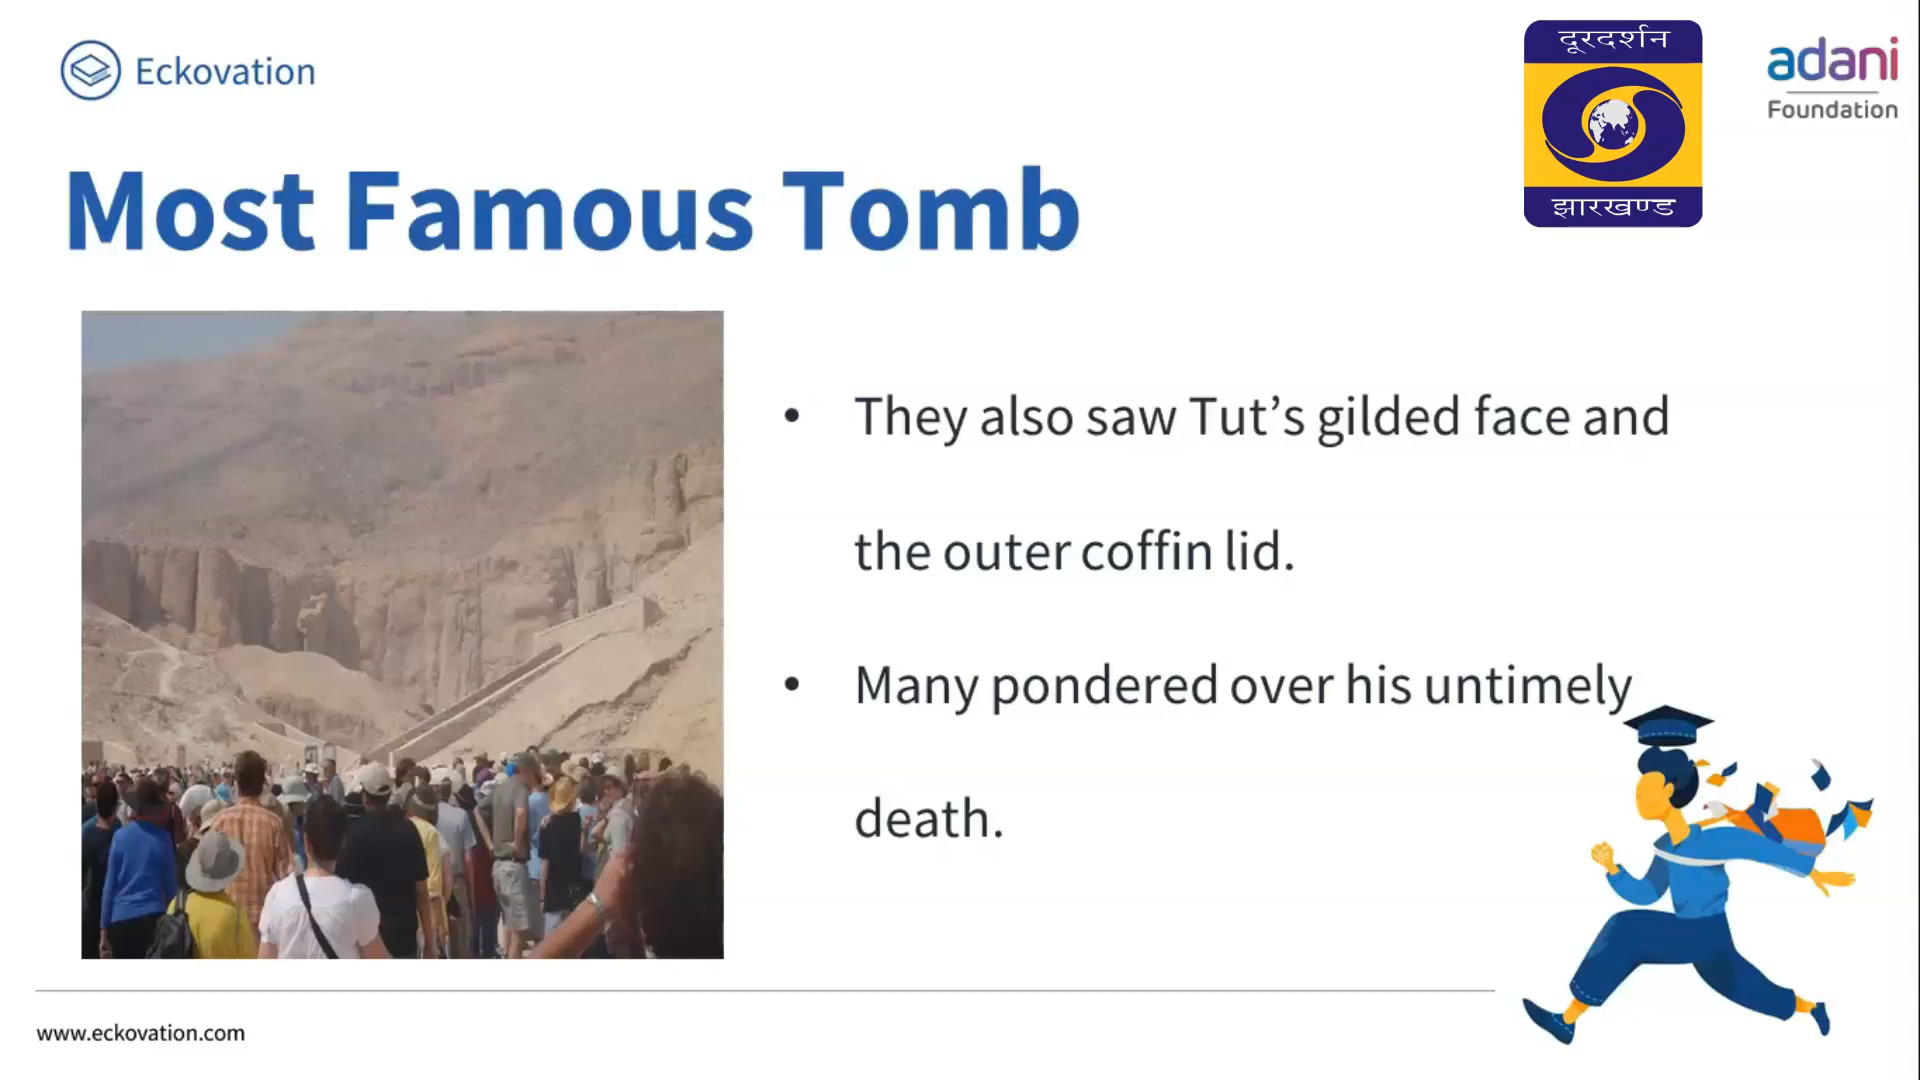 Eckovation
दूरदर्शन
झारखण्ड
adani
Foundation
Most Famous Tomb
• They also saw Tut’s gilded face and
the outer coffin lid.
• Many pondered over his untimely
death.
www.eckovation.com